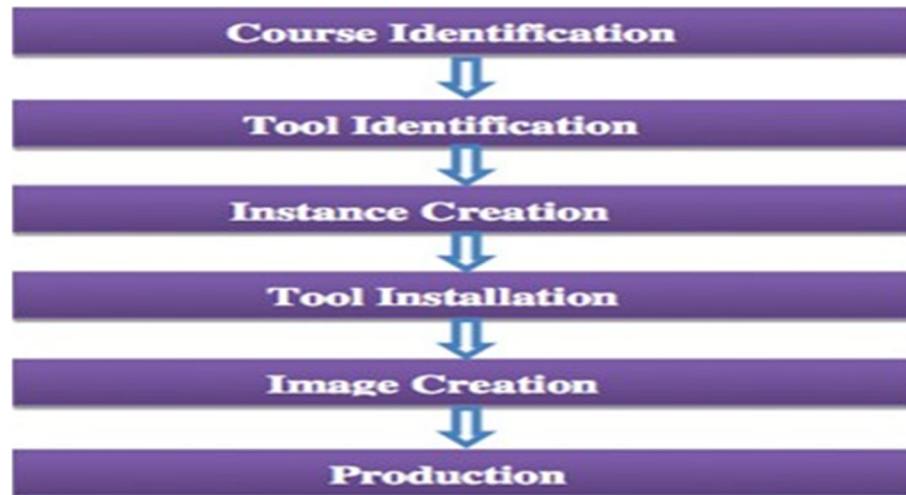 Course Identification
Tool Identification
Instance Creation
Tool Installation
Image Creation
Production